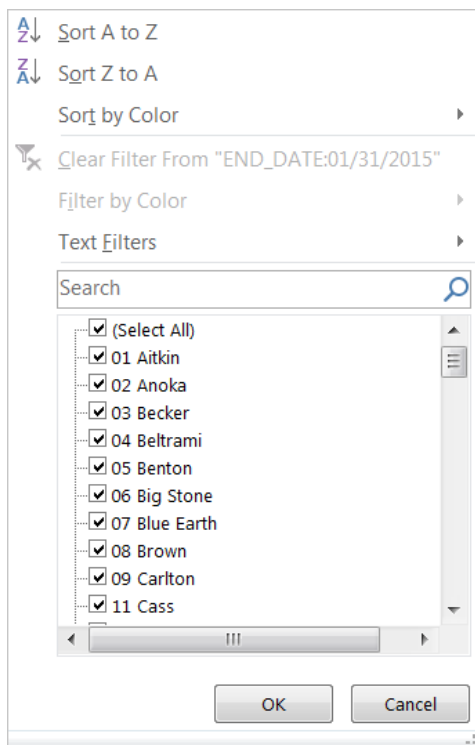 Sort A to Z
Sort Z to A
Sort by Color
Clear Filter From "END_DATE:01/31/2015"
Filter by Color
Text Filters
Search
(Select All)
01 Aitkin
02 Anoka
03 Becker
04 Beltrami
05 Benton
06 Big Stone
07 Blue Earth
08 Brown
09 Carlton
11 Cass
OK Cancel